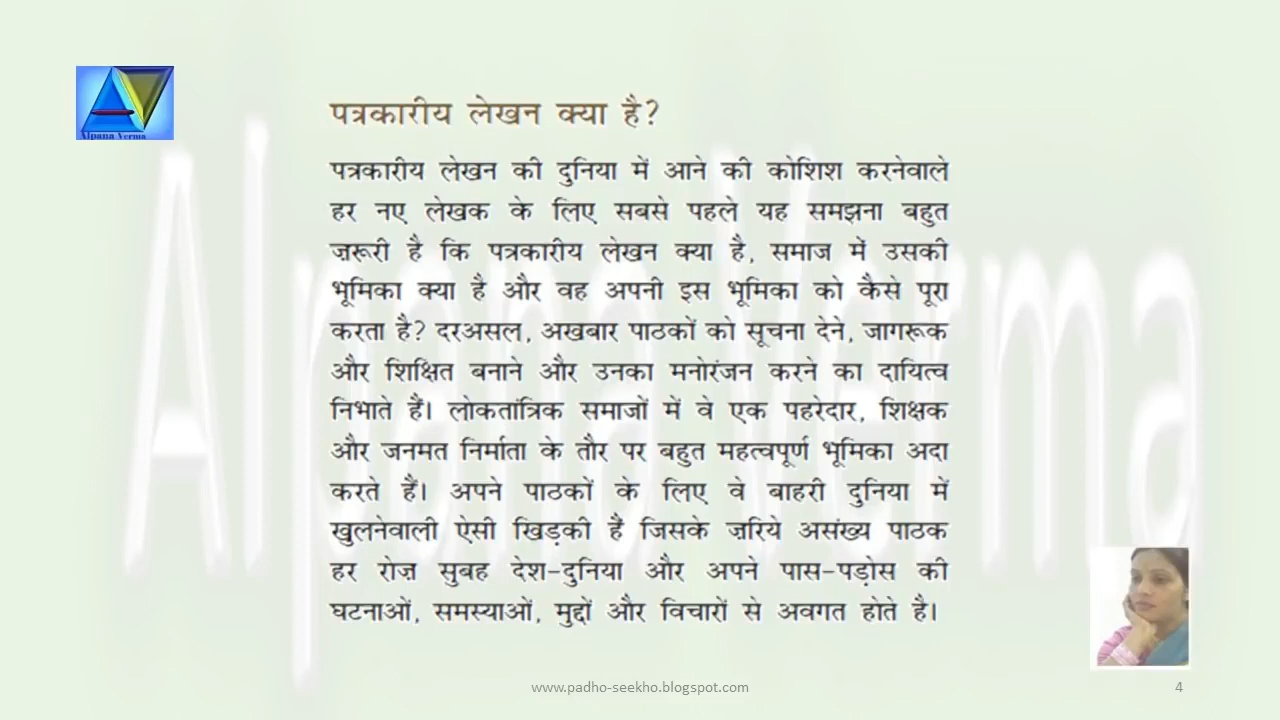 Alpana Verma
पत्रकारीय लेखन क्या है?
पत्रकारीय लेखन की दुनिया में आने की कोशिश करनेवाले
हर नए लेखक के लिए सबसे पहले यह समझना बहुत
ज़रूरी है कि पत्रकारीय लेखन क्या है, समाज में उसकी
भूमिका क्या है और वह अपनी इस भूमिका को कैसे पूरा
करता है? दरअसल, अखबार पाठकों को सूचना देने, जागरूक
और शिक्षित बनाने और उनका मनोरंजन करने का दायित्व
निभाते हैं। लोकतांत्रिक समाजों में वे एक पहरेदार, शिक्षक
और जनमत निर्माता के तौर पर बहुत महत्वपूर्ण भूमिका अदा
करते हैं। अपने पाठकों के लिए वे बाहरी दुनिया में
खुलनेवाली ऐसी खिड़की हैं जिसके ज़रिये असंख्य पाठक
हर रोज़ सुबह देश-दुनिया और अपने पास-पड़ोस की
घटनाओं, समस्याओं, मुद्दों और विचारों से अवगत होते है।
Alpana Verma
www.padho-seekho.blogspot.com
4